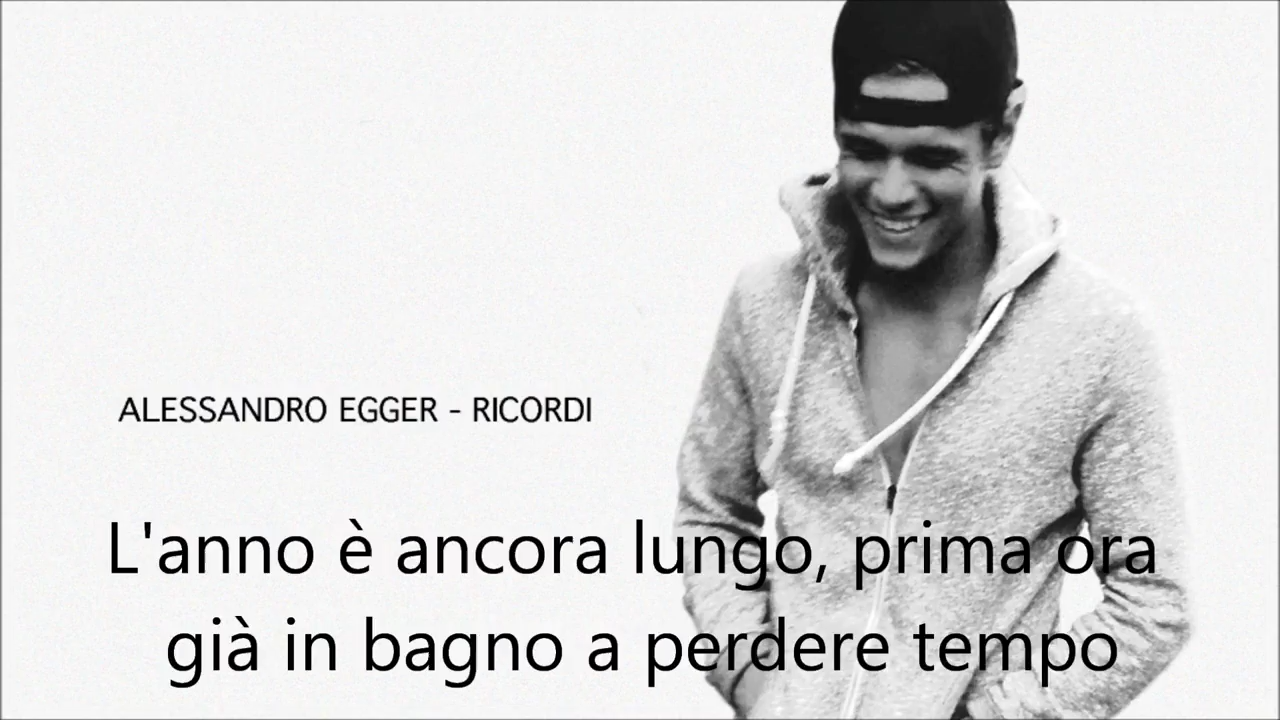 ALESSANDRO EGGER - RICORDI
L'anno è ancora lungo, prima ora
già in bagno a perdere tempo